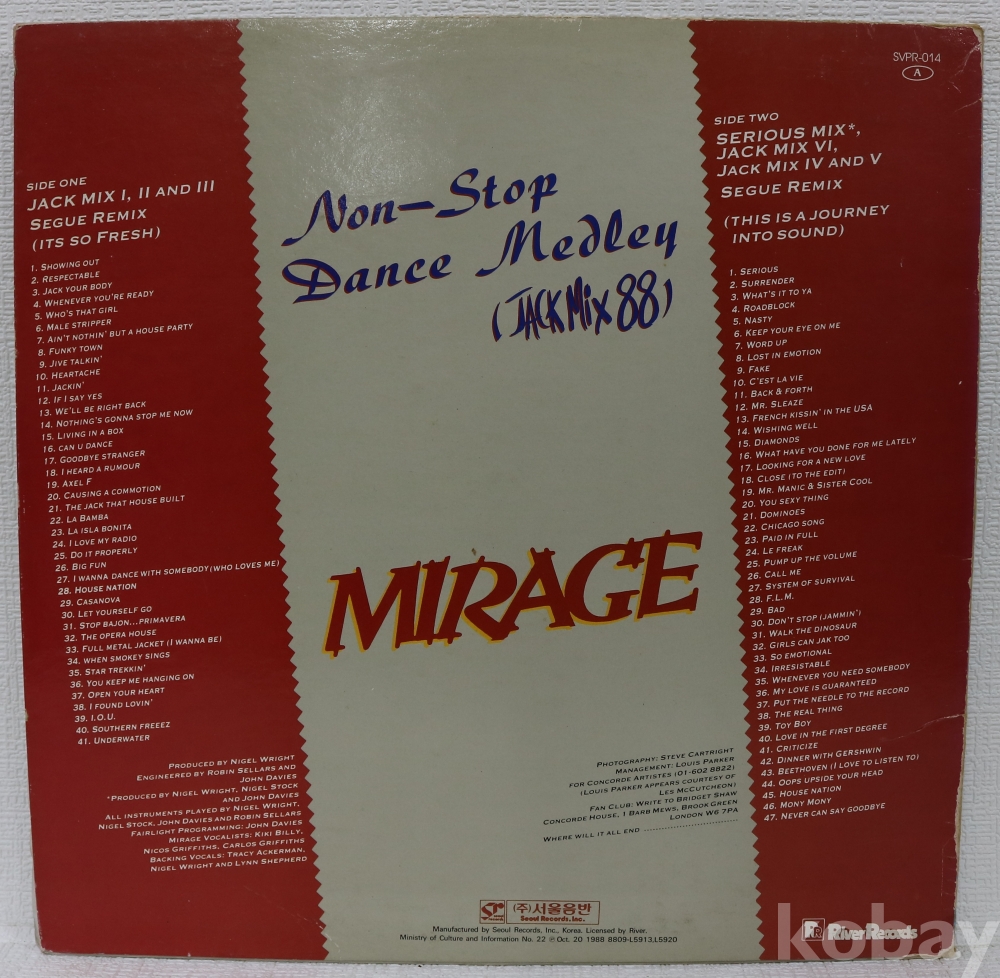 SVPR-014
A
SIDE ONE
JACK MIX I, II AND III
SEGUE REMIX
(ITS SO FRESH)
1. SHOWING OUT
2. RESPECTABLE
3. JACK YOUR BODY
4. WHENEVER YOU'RE READY
5. WHO'S THAT GIRL
6. MALE STRIPPER
7. AIN'T NOTHIN' BUT A HOUSE PARTY
8. FUNKY TOWN
9. JIVE TALKIN'
10. HEARTACHE
11. JACKIN'
12. IF I SAY YES
13. WE'LL BE RIGHT BACK
14. NOTHING'S GONNA STOP ME NOW
15. LIVING IN A BOX
16. CAN U DANCE
17. GOODBYE STRANGER
18. I HEARD A RUMOUR
19. AXEL F
20. CAUSING A COMMOTION
21. THE JACK THAT HOUSE BUILT
22. LA BAMBA
23. LA ISLA BONITA
24. I LOVE MY RADIO
25. DO IT PROPERLY
26. BIG FUN
27. I WANNA DANCE WITH SOMEBODY (WHO LOVES ME)
28. HOUSE NATION
29. CASANOVA
30. LET YOURSELF GO
31. STOP BAJON...PRIMAVERA
32. THE OPERA HOUSE
33. FULL METAL JACKET (I WANNA BE)
34. WHEN SMOKEY SINGS
35. STAR TREKKIN'
36. YOU KEEP ME HANGING ON
37. OPEN YOUR HEART
38. I FOUND LOVIN'
39. I.O.U.
40. SOUTHERN FREEEZ
41. UNDERWATER
PRODUCED BY NIGEL WRIGHT
ENGINEERED BY ROBIN SELLARS AND
JOHN DAVIES
*PRODUCED BY NIGEL WRIGHT, NIGEL STOCK
AND JOHN DAVIES
ALL INSTRUMENTS PLAYED BY NIGEL WRIGHT,
NIGEL STOCK, JOHN DAVIES AND ROBIN SELLARS
FAIRLIGHT PROGRAMMING: JOHN DAVIES
MIRAGE VOCALISTS: KIKI BILLY,
NICOS GRIFFITHS, CARLOS GRIFFITHS
BACKING VOCALS: TRACY ACKERMAN,
NIGEL WRIGHT AND LYNN SHEPHERD
Non-Stop
Dance Medley
(JACK MIX 88)
MIRAGE
PHOTOGRAPHY: STEVE CARTRIGHT
MANAGEMENT: LOUIS PARKER
FOR CONCORDE ARTISTES (01-602 8822)
(LOUIS PARKER APPEARS COURTESY OF
LES MCCUTCHEON)
FAN CLUB: WRITE TO BRIDGET SHAW
CONCORDE HOUSE, 1 BARB MEWS, BROOK GREEN
LONDON W6 7PA
WHERE WILL IT ALL END ..............................
SIDE TWO
SERIOUS MIX*,
JACK MIX VI,
JACK MIX IV AND V
SEGUE REMIX
(THIS IS A JOURNEY
INTO SOUND)
1. SERIOUS
2. SURRENDER
3. WHAT'S IT TO YA
4. ROADBLOCK
5. NASTY
6. KEEP YOUR EYE ON ME
7. WORD UP
8. LOST IN EMOTION
9. FAKE
10. C'EST LA VIE
11. BACK & FORTH
12. MR. SLEAZE
13. FRENCH KISSIN' IN THE USA
14. WISHING WELL
15. DIAMONDS
16. WHAT HAVE YOU DONE FOR ME LATELY
17. LOOKING FOR A NEW LOVE
18. CLOSE (TO THE EDIT)
19. MR. MANIC & SISTER COOL
20. YOU SEXY THING
21. DOMINOES
22. CHICAGO SONG
23. PAID IN FULL
24. LE FREAK
25. PUMP UP THE VOLUME
26. CALL ME
27. SYSTEM OF SURVIVAL
28. F.L.M.
29. BAD
30. DON'T STOP (JAMMIN')
31. WALK THE DINOSAUR
32. GIRLS CAN JAK TOO
33. SO EMOTIONAL
34. IRRESISTABLE
35. WHENEVER YOU NEED SOMEBODY
36. MY LOVE IS GUARANTEED
37. PUT THE NEEDLE TO THE RECORD
38. THE REAL THING
39. TOY BOY
40. LOVE IN THE FIRST DEGREE
41. CRITICIZE
42. DINNER WITH GERSHWIN
43. BEETHOVEN (I LOVE TO LISTEN TO)
44. OOPS UPSIDE YOUR HEAD
45. HOUSE NATION
46. MONY MONY
47. NEVER CAN SAY GOODBYE
(주)서울음반
Seoul Records, Inc.
Manufactured by Seoul Records, Inc., Korea. Licensed by River.
Ministry of Culture and Information No. 22 ℗ Oct. 20 1988 8809-L5913,L5920
RR River Records
kobay